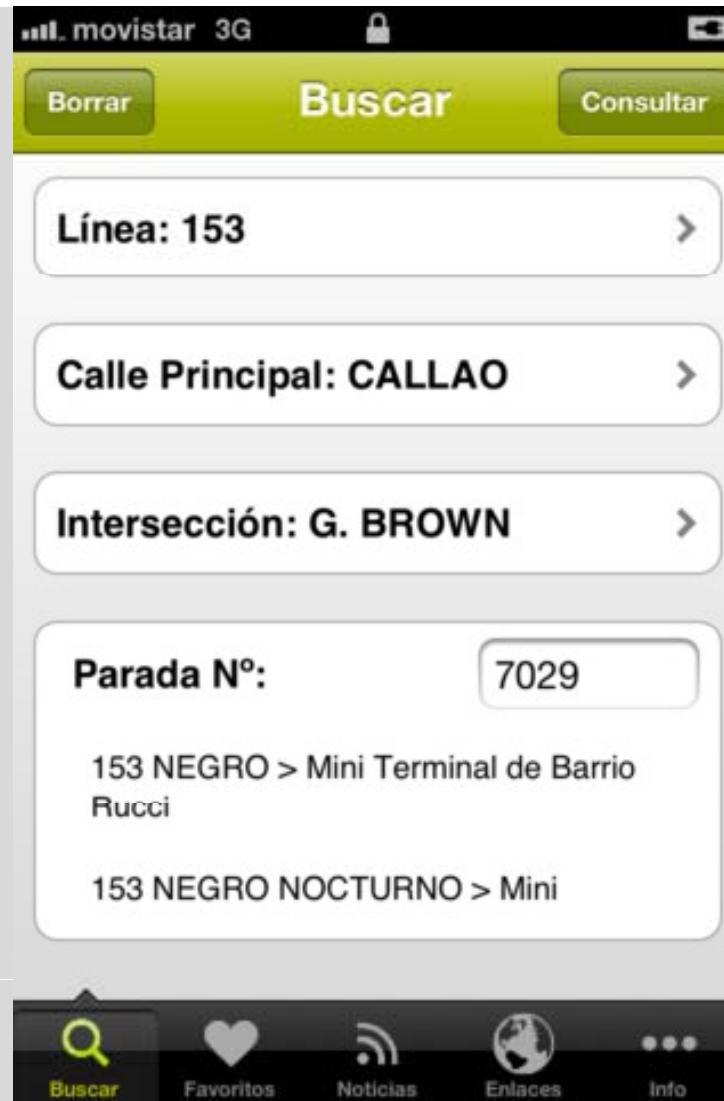 movistar 3G
Borrar Buscar Consultar
Línea: 153
Calle Principal: CALLAO
Intersección: G. BROWN
Parada Nº: 7029
153 NEGRO > Mini Terminal de Barrio
Rucci
153 NEGRO NOCTURNO > Mini
Buscar Favoritos Noticias Enlaces Info